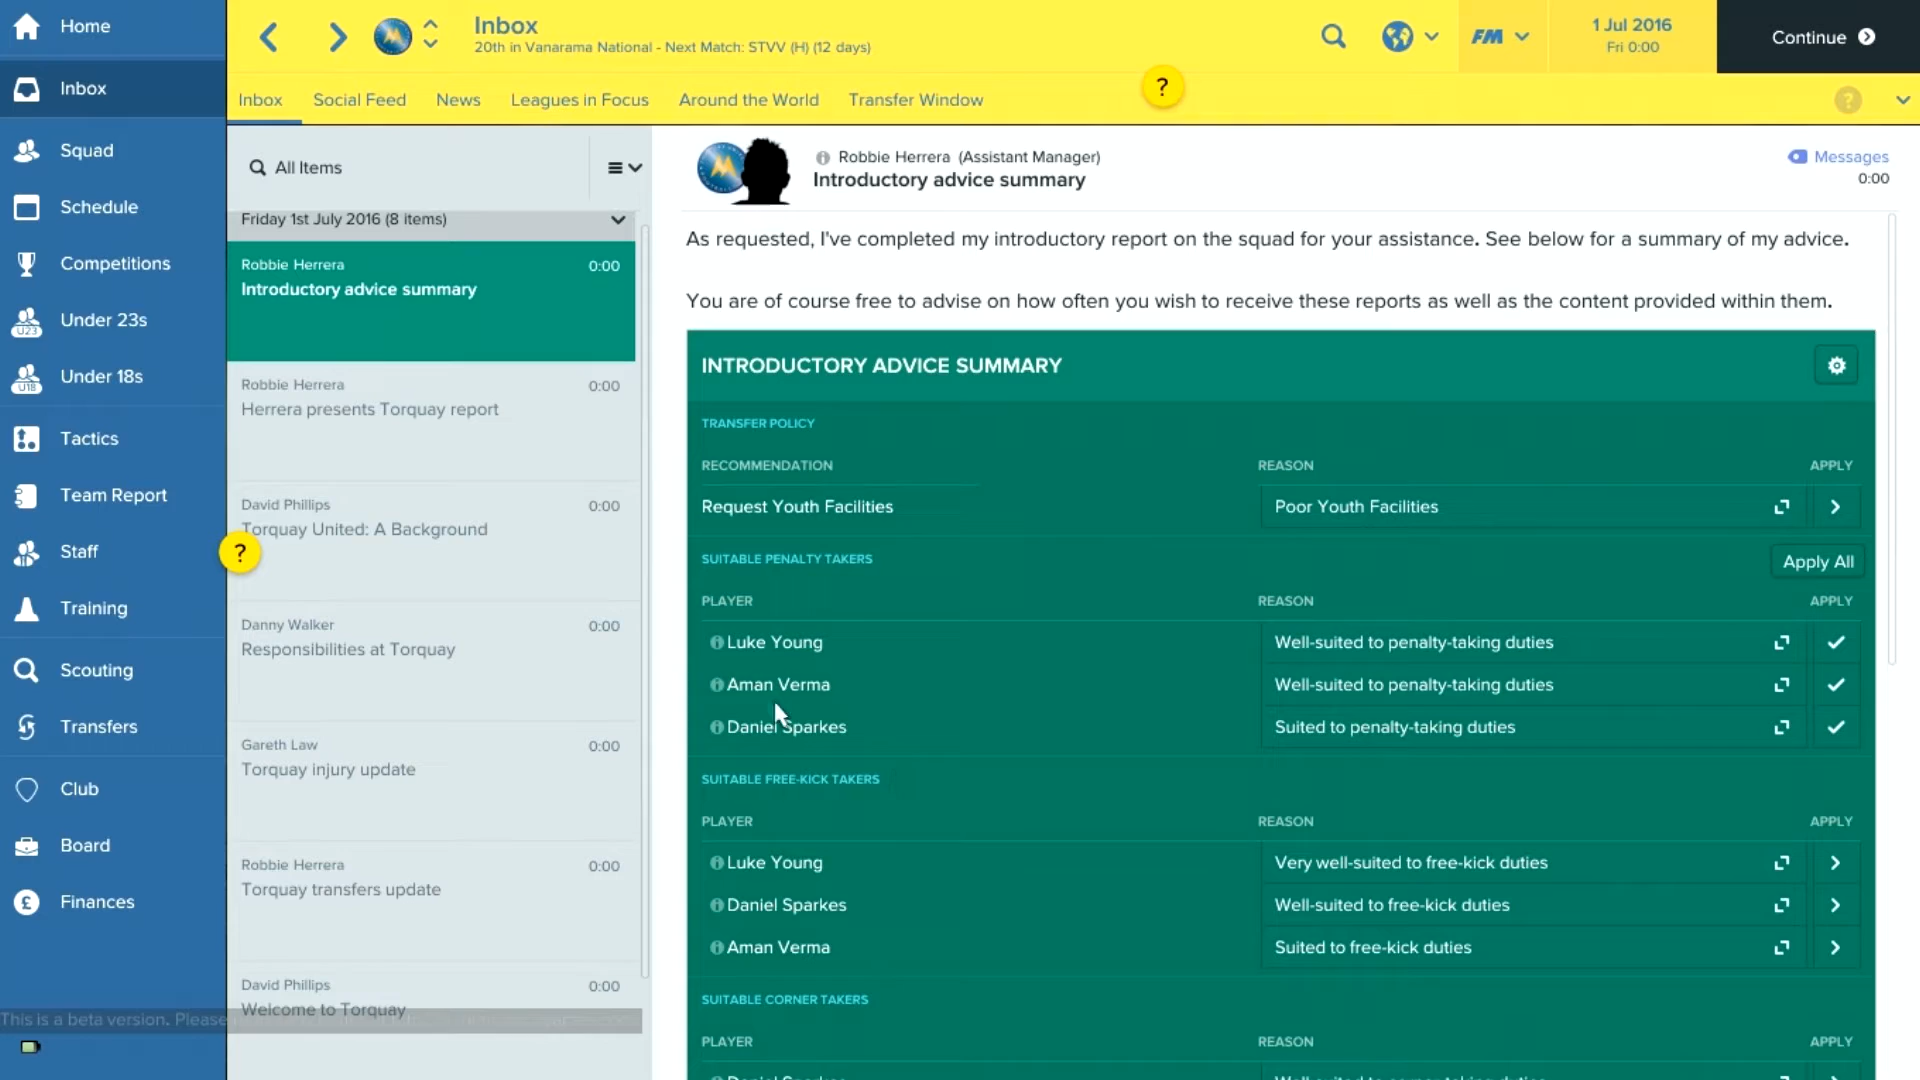 Home
Inbox
Squad
Schedule
Competitions
U23
Under 23s
U18
Under 18s
Tactics
Team Report
Staff
Training
Scouting
Transfers
Club
Board
£
Finances
This is a beta version. Please
Inbox
20th in Vanarama National - Next Match: STVV (H) (12 days)
FM
1 Jul 2016
Fri 0:00
Continue
Inbox
Social Feed
News
Leagues in Focus
Around the World
Transfer Window
?
?
All Items
Friday 1st July 2016 (8 items)
Robbie Herrera 0:00
Introductory advice summary
Robbie Herrera 0:00
Herrera presents Torquay report
David Phillips 0:00
Torquay United: A Background
?
Danny Walker 0:00
Responsibilities at Torquay
Gareth Law 0:00
Torquay injury update
Robbie Herrera 0:00
Torquay transfers update
David Phillips 0:00
Welcome to Torquay
Robbie Herrera (Assistant Manager)
Introductory advice summary
Messages
0:00
As requested, I've completed my introductory report on the squad for your assistance. See below for a summary of my advice.
You are of course free to advise on how often you wish to receive these reports as well as the content provided within them.
INTRODUCTORY ADVICE SUMMARY
TRANSFER POLICY
RECOMMENDATION REASON APPLY
Request Youth Facilities Poor Youth Facilities
SUITABLE PENALTY TAKERS Apply All
PLAYER REASON APPLY
Luke Young Well-suited to penalty-taking duties
Aman Verma Well-suited to penalty-taking duties
Daniel Sparkes Suited to penalty-taking duties
SUITABLE FREE-KICK TAKERS
PLAYER REASON APPLY
Luke Young Very well-suited to free-kick duties
Daniel Sparkes Well-suited to free-kick duties
Aman Verma Suited to free-kick duties
SUITABLE CORNER TAKERS
PLAYER REASON APPLY